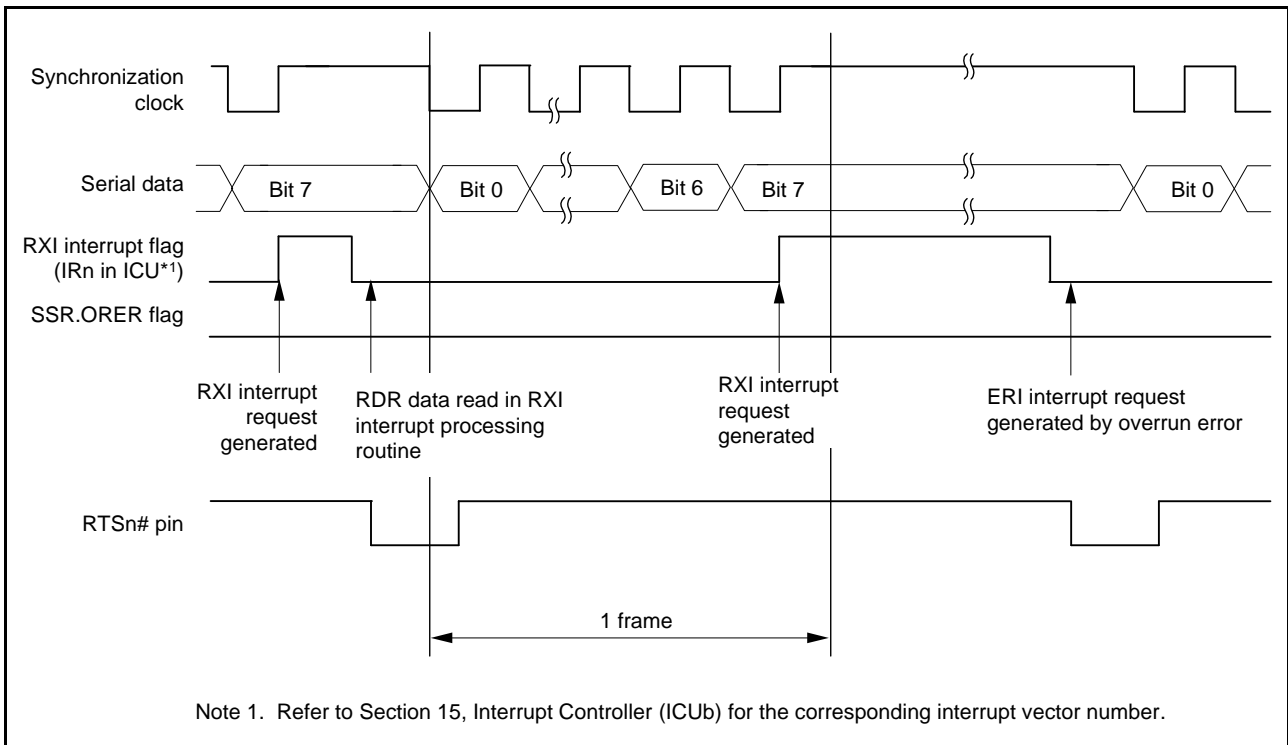 Synchronization
clock
Serial data
Bit 7
Bit 0
Bit 6
Bit 7
Bit 0
RXI interrupt flag
(IRn in ICU*1)
SSR.ORER flag
RXI interrupt
request
generated
RDR data read in RXI
interrupt processing
routine
RXI interrupt
request
generated
ERI interrupt request
generated by overrun error
RTSn# pin
1 frame
Note 1. Refer to Section 15, Interrupt Controller (ICUb) for the corresponding interrupt vector number.